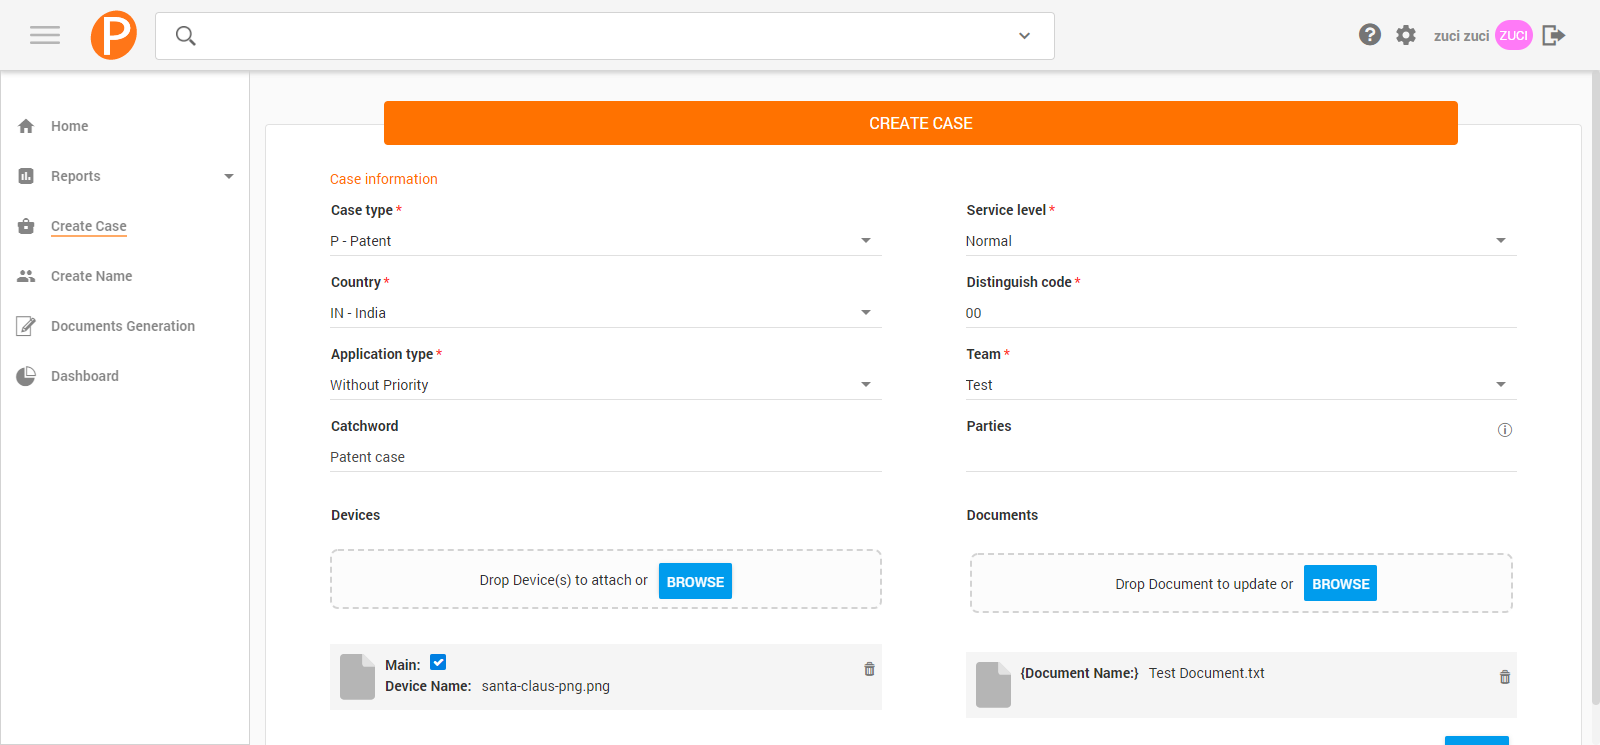 P
zuci zuci ZUCI
Home
Reports
Create Case
Create Name
Documents Generation
Dashboard
CREATE CASE
Case information
Case type *
P - Patent
Service level *
Normal
Country *
IN - India
Distinguish code *
00
Application type *
Without Priority
Team *
Test
Catchword
Patent case
Parties
Devices
Drop Device(s) to attach or BROWSE
Main:
Device Name: santa-claus-png.png
Documents
Drop Document to update or BROWSE
{Document Name:} Test Document.txt